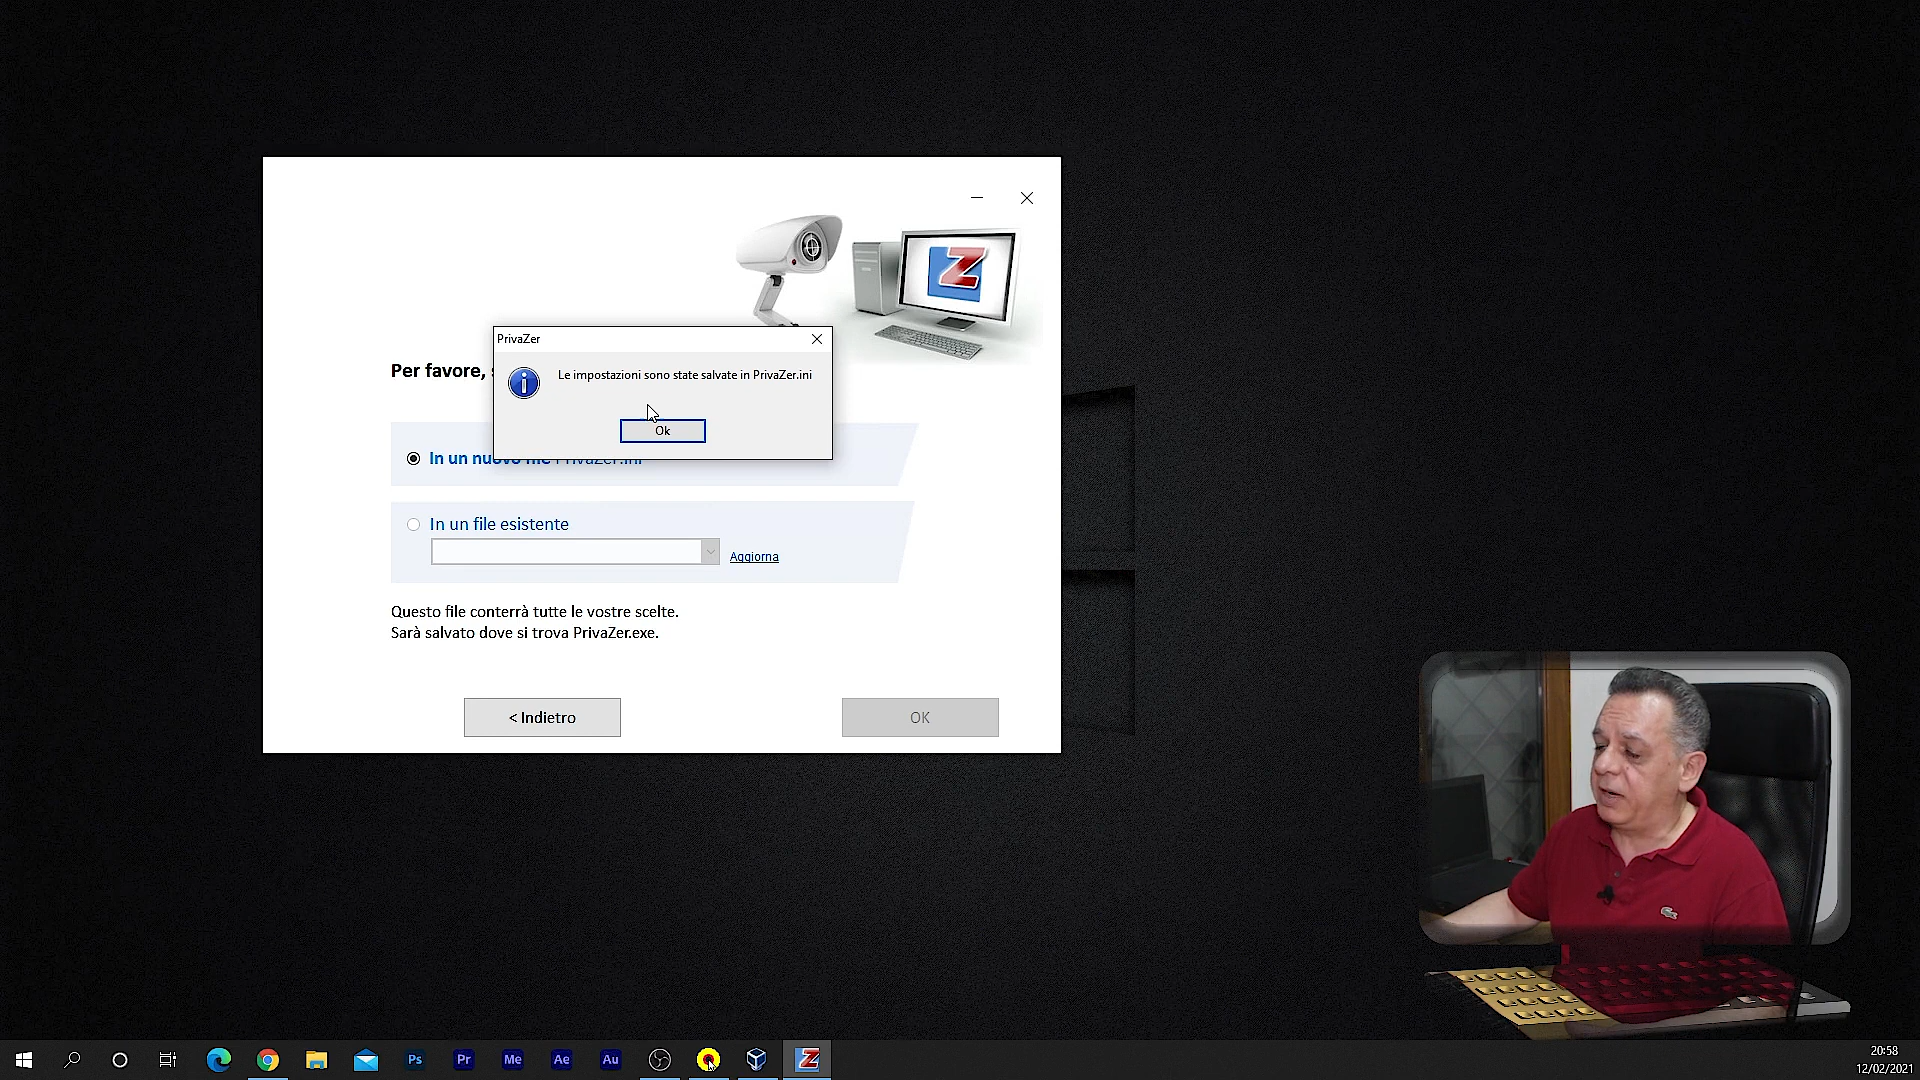 PrivaZer
Le impostazioni sono state salvate in PrivaZer.ini
Ok
Per favore,
In un nuovo file PrivaZer.ini
In un file esistente
Aggiorna
Questo file conterrà tutte le vostre scelte.
Sarà salvato dove si trova PrivaZer.exe.
< Indietro
OK
Ps
Pr
Me
Ae
Au
20:58
12/02/2021